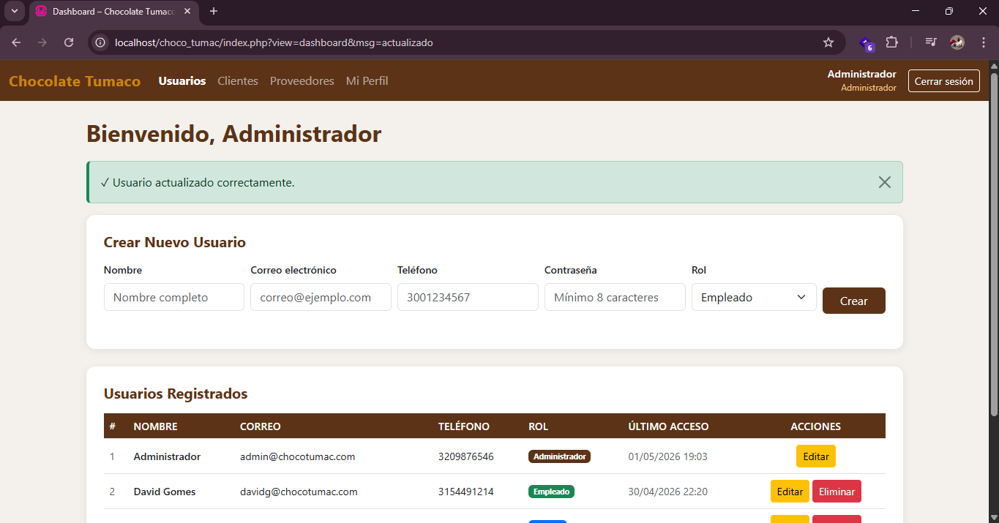 Dashboard – Chocolate Tumaco
localhost/choco_tumac/index.php?view=dashboard&msg=actualizado
6
Chocolate Tumaco Usuarios Clientes Proveedores Mi Perfil
Administrador
Administrador
Cerrar sesión
Bienvenido, Administrador
✓ Usuario actualizado correctamente.
Crear Nuevo Usuario
Nombre Correo electrónico Teléfono Contraseña Rol
Nombre completo correo@ejemplo.com 3001234567 Mínimo 8 caracteres Empleado Crear
Usuarios Registrados
# NOMBRE CORREO TELÉFONO ROL ÚLTIMO ACCESO ACCIONES
1 Administrador admin@chocotumac.com 3209876546 Administrador 01/05/2026 19:03 Editar
2 David Gomes davidg@chocotumac.com 3154491214 Empleado 30/04/2026 22:20 Editar Eliminar